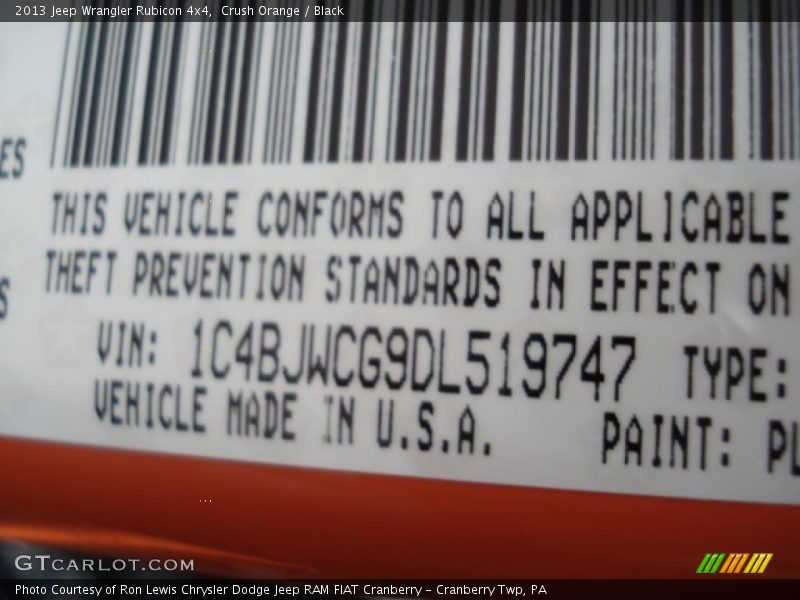 2013 Jeep Wrangler Rubicon 4x4, Crush Orange / Black
ES
THIS VEHICLE CONFORMS TO ALL APPLICABLE
THEFT PREVENTION STANDARDS IN EFFECT ON
S
VIN: 1C4BJWCG9DL519747 TYPE:
VEHICLE MADE IN U.S.A. PAINT: PL
GTCARLOT.COM
Photo Courtesy of Ron Lewis Chrysler Dodge Jeep RAM FIAT Cranberry - Cranberry Twp, PA